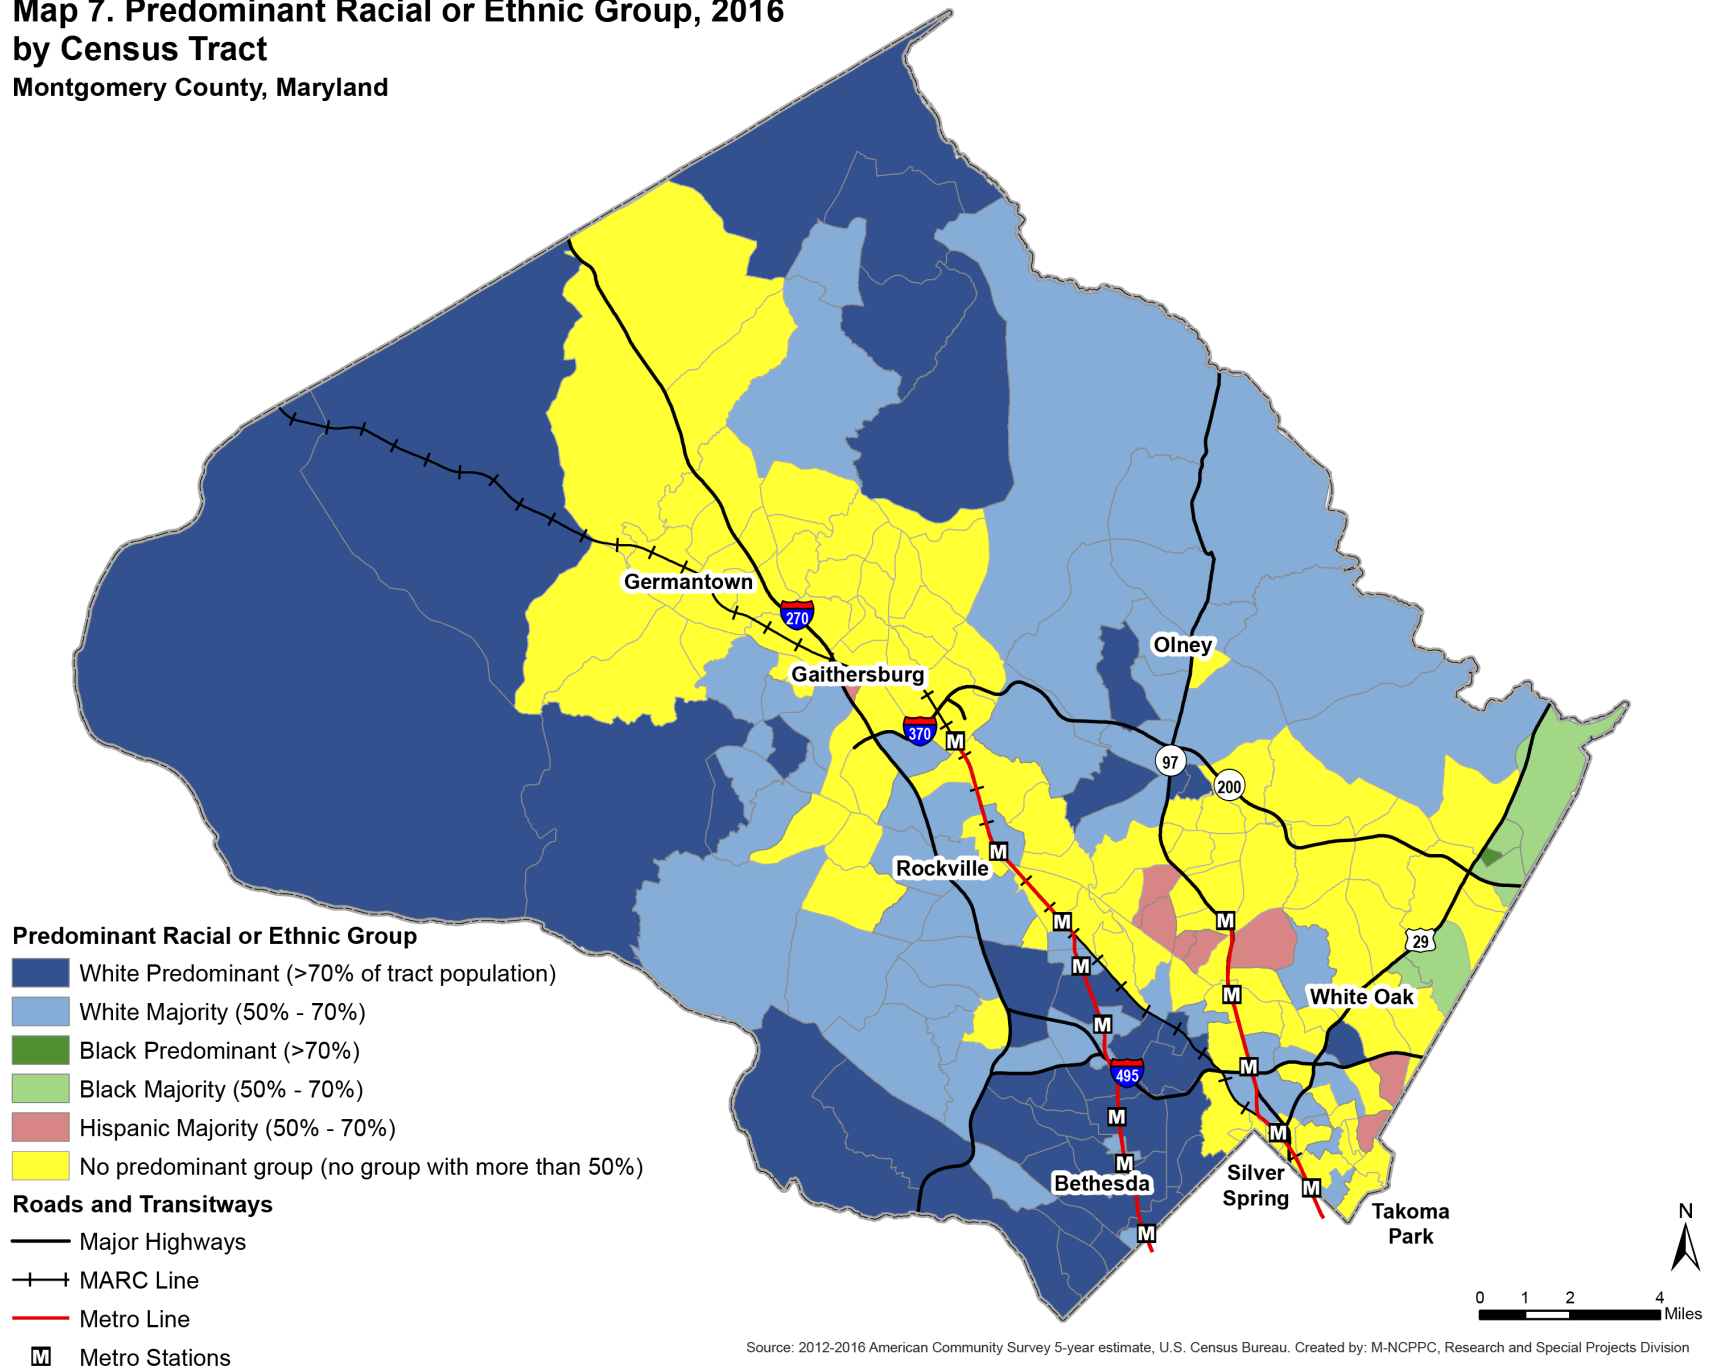 Map 7. Predominant Racial or Ethnic Group, 2016
by Census Tract
Montgomery County, Maryland
Germantown
270
Gaithersburg
Olney
370
M
97
200
Rockville
M
M
M
29
M
M
White Oak
M
M
495
M
M
M
M
Bethesda
Silver
Spring
M
Takoma
Park
M
Predominant Racial or Ethnic Group
White Predominant (>70% of tract population)
White Majority (50% - 70%)
Black Predominant (>70%)
Black Majority (50% - 70%)
Hispanic Majority (50% - 70%)
No predominant group (no group with more than 50%)
Roads and Transitways
Major Highways
MARC Line
Metro Line
M Metro Stations
N
0 1 2 4
Miles
Source: 2012-2016 American Community Survey 5-year estimate, U.S. Census Bureau. Created by: M-NCPPC, Research and Special Projects Division